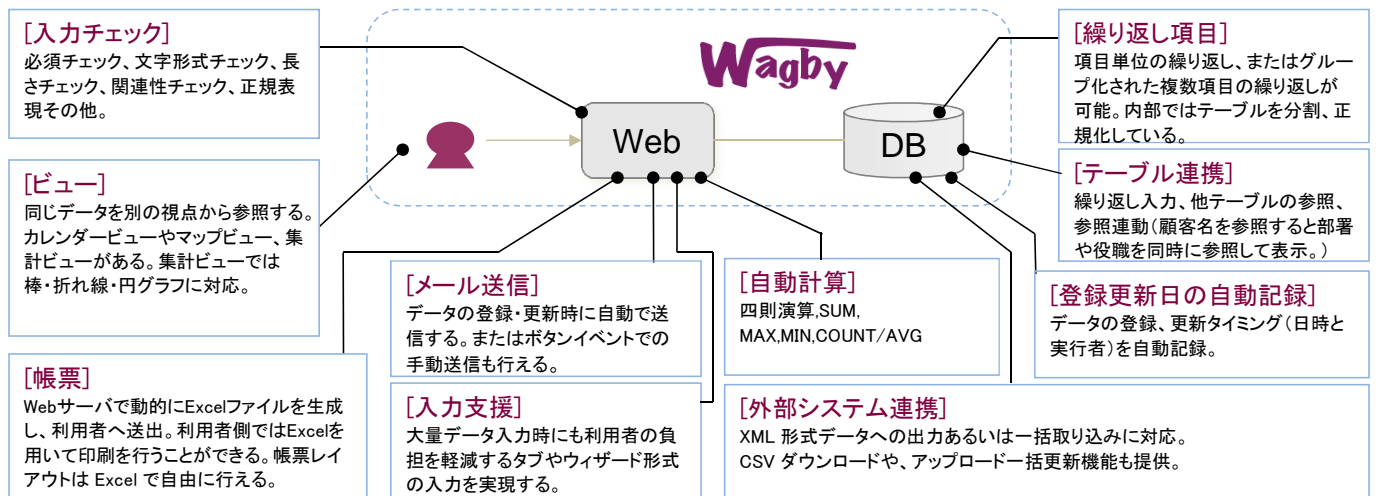 [入力チェック]
必須チェック、文字形式チェック、長
さチェック、関連性チェック、正規表
現その他。
Wagby
Web
DB
[繰り返し項目]
項目単位の繰り返し、またはグルー
プ化された複数項目の繰り返しが
可能。内部ではテーブルを分割、正
規化している。
[ビュー]
同じデータを別の視点から参照する。
カレンダービューやマップビュー、集
計ビューがある。集計ビューでは
棒・折れ線・円グラフに対応。
[テーブル連携]
繰り返し入力、他テーブルの参照、
参照連動(顧客名を参照すると部署
や役職を同時に参照して表示。)
[メール送信]
データの登録・更新時に自動で送
信する。またはボタンイベントでの
手動送信も行える。
[自動計算]
四則演算,SUM,
MAX,MIN,COUNT/AVG
[登録更新日の自動記録]
データの登録、更新タイミング(日時と
実行者)を自動記録。
[帳票]
Webサーバで動的にExcelファイルを生成
し、利用者へ送出。利用者側ではExcelを
用いて印刷を行うことができる。帳票レイ
アウトは Excel で自由に行える。
[入力支援]
大量データ入力時にも利用者の負
担を軽減するタブやウィザード形式
の入力を実現する。
[外部システム連携]
XML 形式データへの出力あるいは一括取り込みに対応。
CSV ダウンロードや、アップロード一括更新機能も提供。